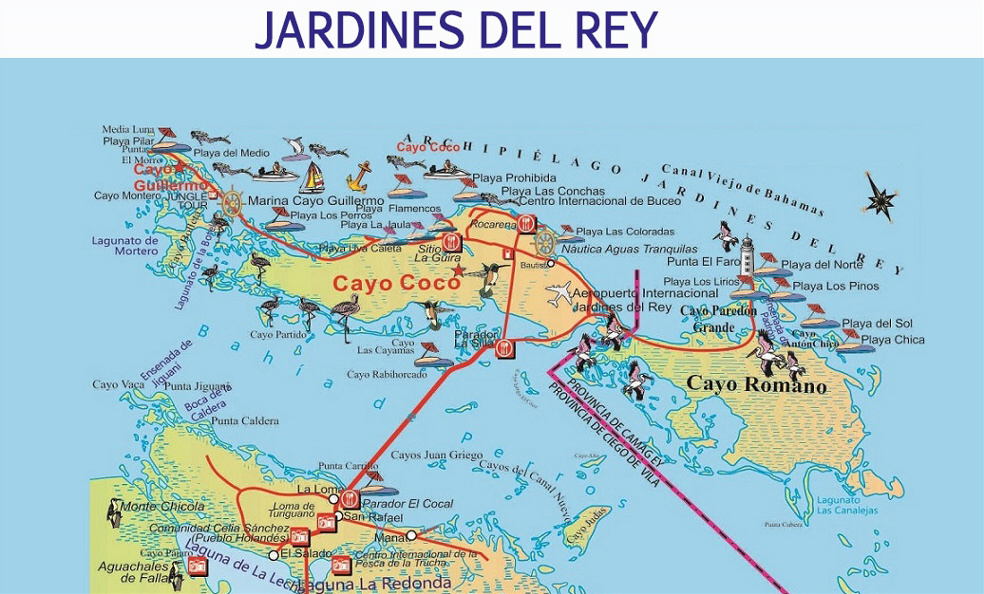 JARDINES DEL REY
ARCHIPIÉLAGO JARDINES DEL REY
Canal Viejo de Bahamas
Media Luna
Playa Pilar
Punta
El Morro
Cayo
Guillermo
Cayo Montero
JUNGLE
TOUR
Playa del Medio
Marina Cayo Guillermo
Playa Los Perros
Cayo Coco
Playa Prohibida
Playa Las Conchas
Centro Internacional de Buceo
Playa
Flamencos
Playa La Jaula
Rocarena
Playa Las Coloradas
Náutica Aguas Tranquilas
Playa Uva Caleta
Sitio
La Güira
Bautista
Lagunato de
Mortero
Cayo Coco
Aeropuerto Internacional
Jardines del Rey
Punta El Faro
Playa del Norte
Playa Los Lirios
Playa Los Pinos
Cayo Paredón
Grande
Playa del Sol
Cayo
Antón Chico
Playa Chica
Cayo Romano
Cayo Partido
Cayo
Las Cayamas
Parador
La Silla
Cayo Rabihorcado
Bahía de Perros
PROVINCIA DE CAMAG EY
PROVINCIA DE CIEGO DE VILA
Ensenada de
Jiguaní
Cayo Vaca
Punta Jiguaní
Boca de la
Caldera
Punta Caldera
Punta Carrillo
Cayos Juan Griego
Cayos del Canal Nuevo
Cayo Judas
Lagunato
Las Canalejas
Punta Cubera
La Loma
Parador El Cocal
Loma de
Turiguanó
San Rafael
Monte Chicola
Comunidad Celia Sánchez
(Pueblo Holandés)
Manatí
El Salado
Centro Internacional de la
Pesca de la Trucha
Cayo Pájaro
Aguachales
de Falla
Laguna de La Leche
Laguna La Redonda